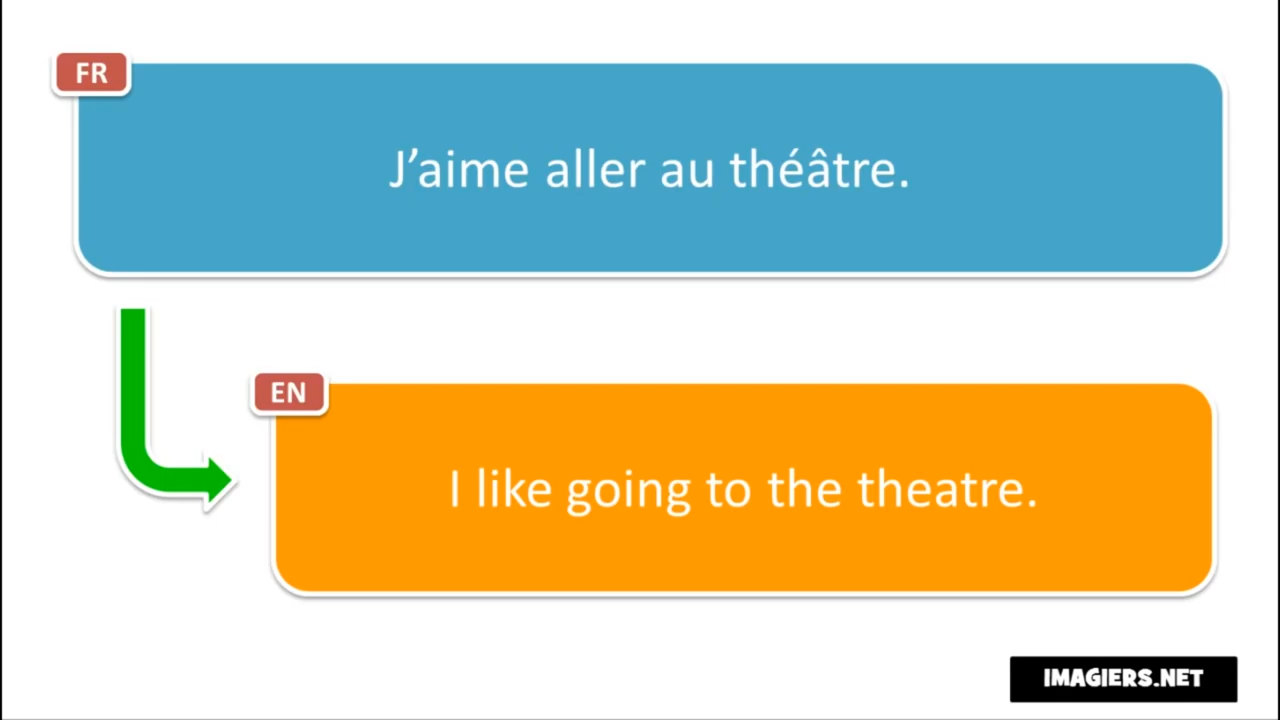 FR
J’aime aller au théâtre.
EN
I like going to the theatre.
IMAGIERS.NET